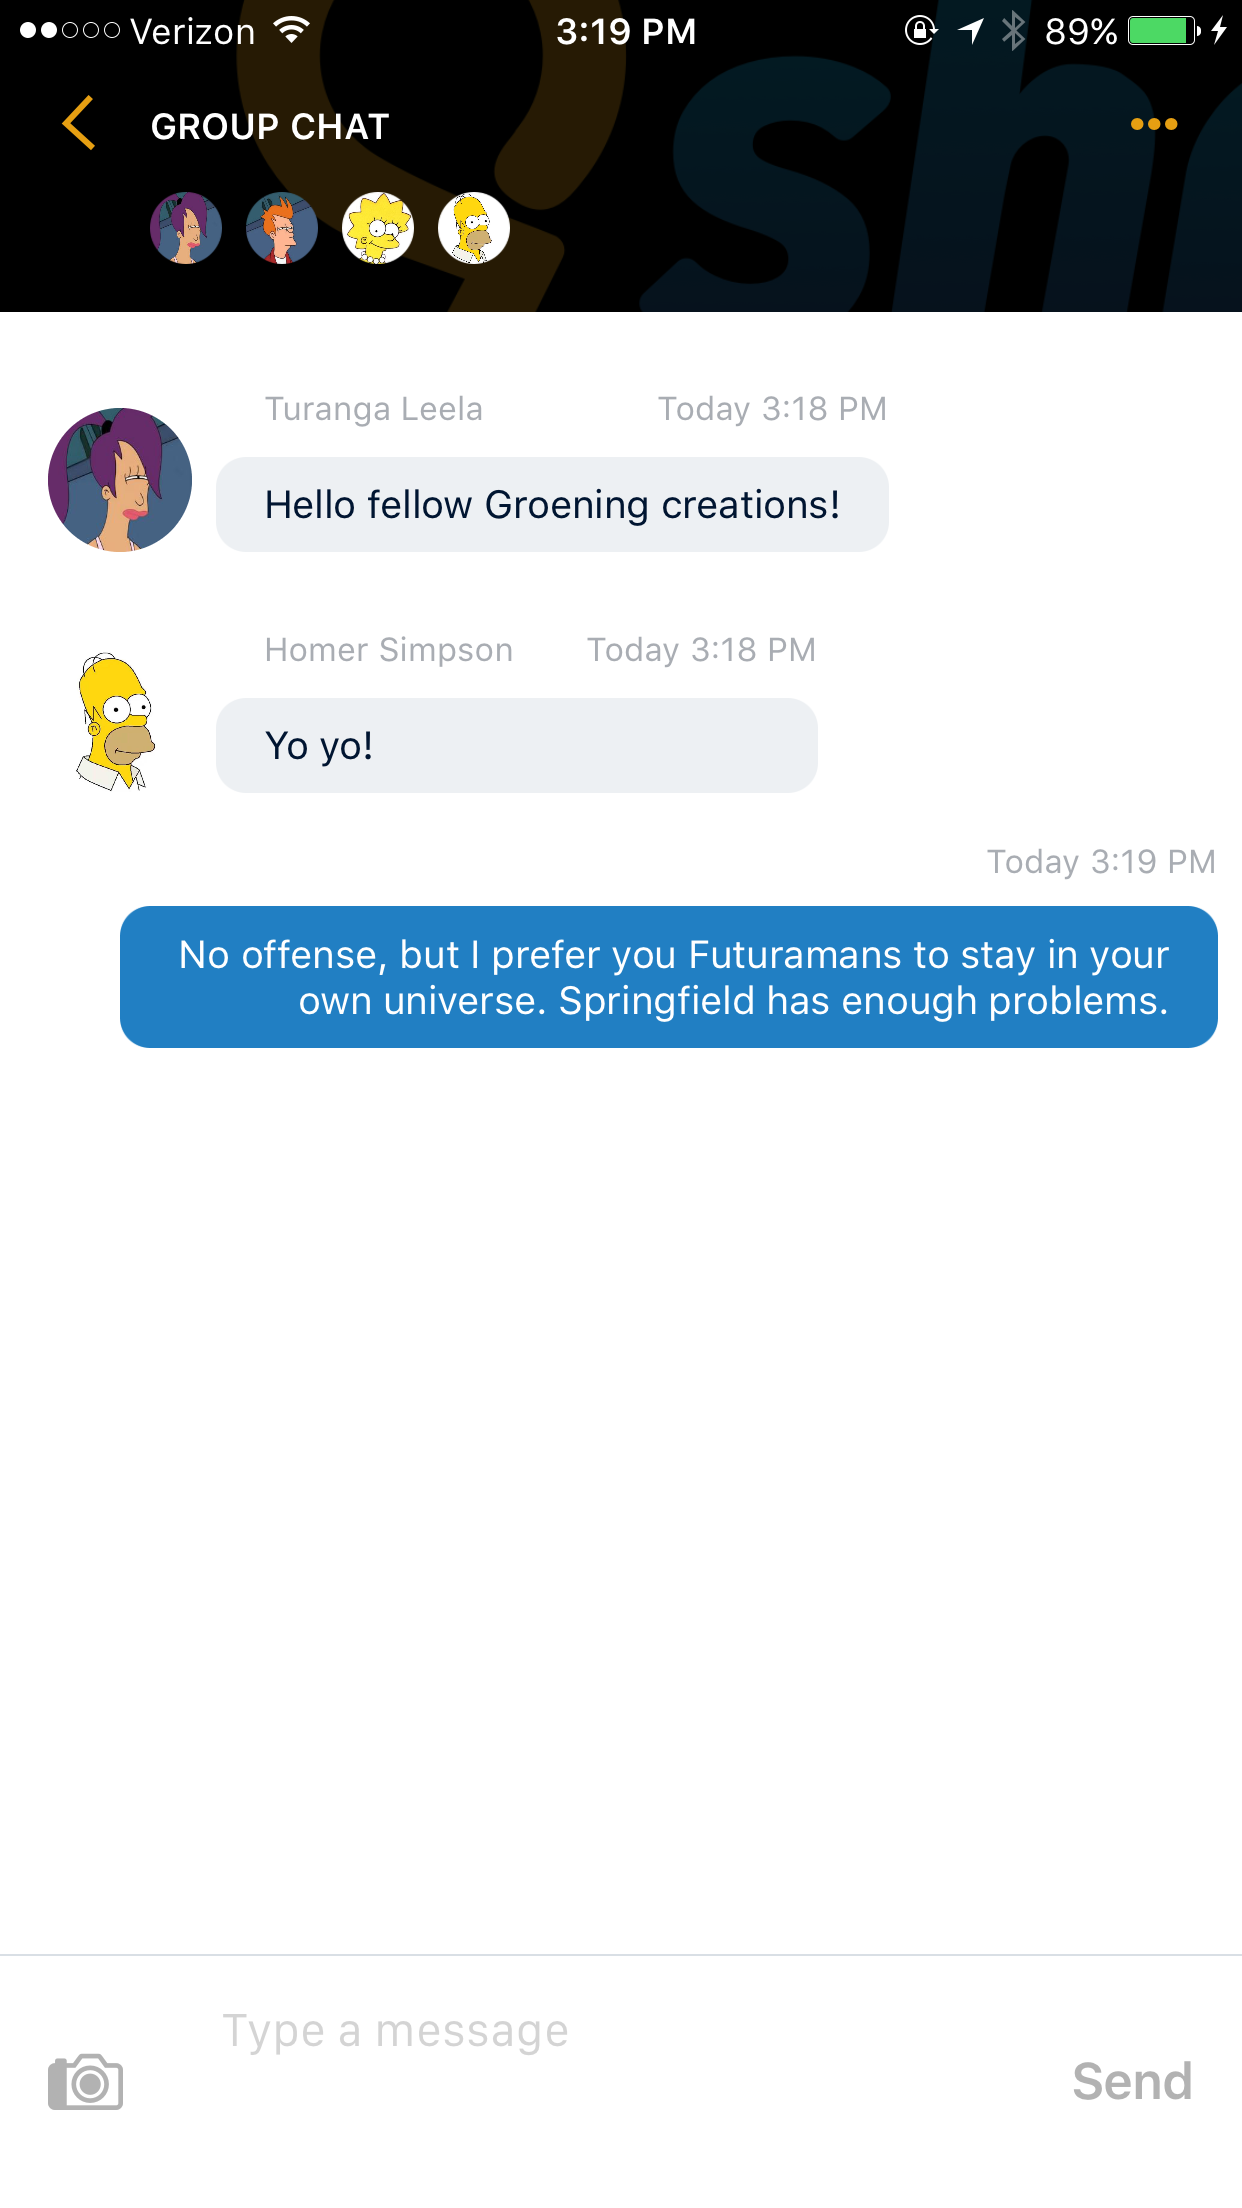 Verizon 3:19 PM 89%
GROUP CHAT
sh
Turanga Leela Today 3:18 PM
Hello fellow Groening creations!
Homer Simpson Today 3:18 PM
Yo yo!
Today 3:19 PM
No offense, but I prefer you Futuramans to stay in your
own universe. Springfield has enough problems.
Type a message
Send